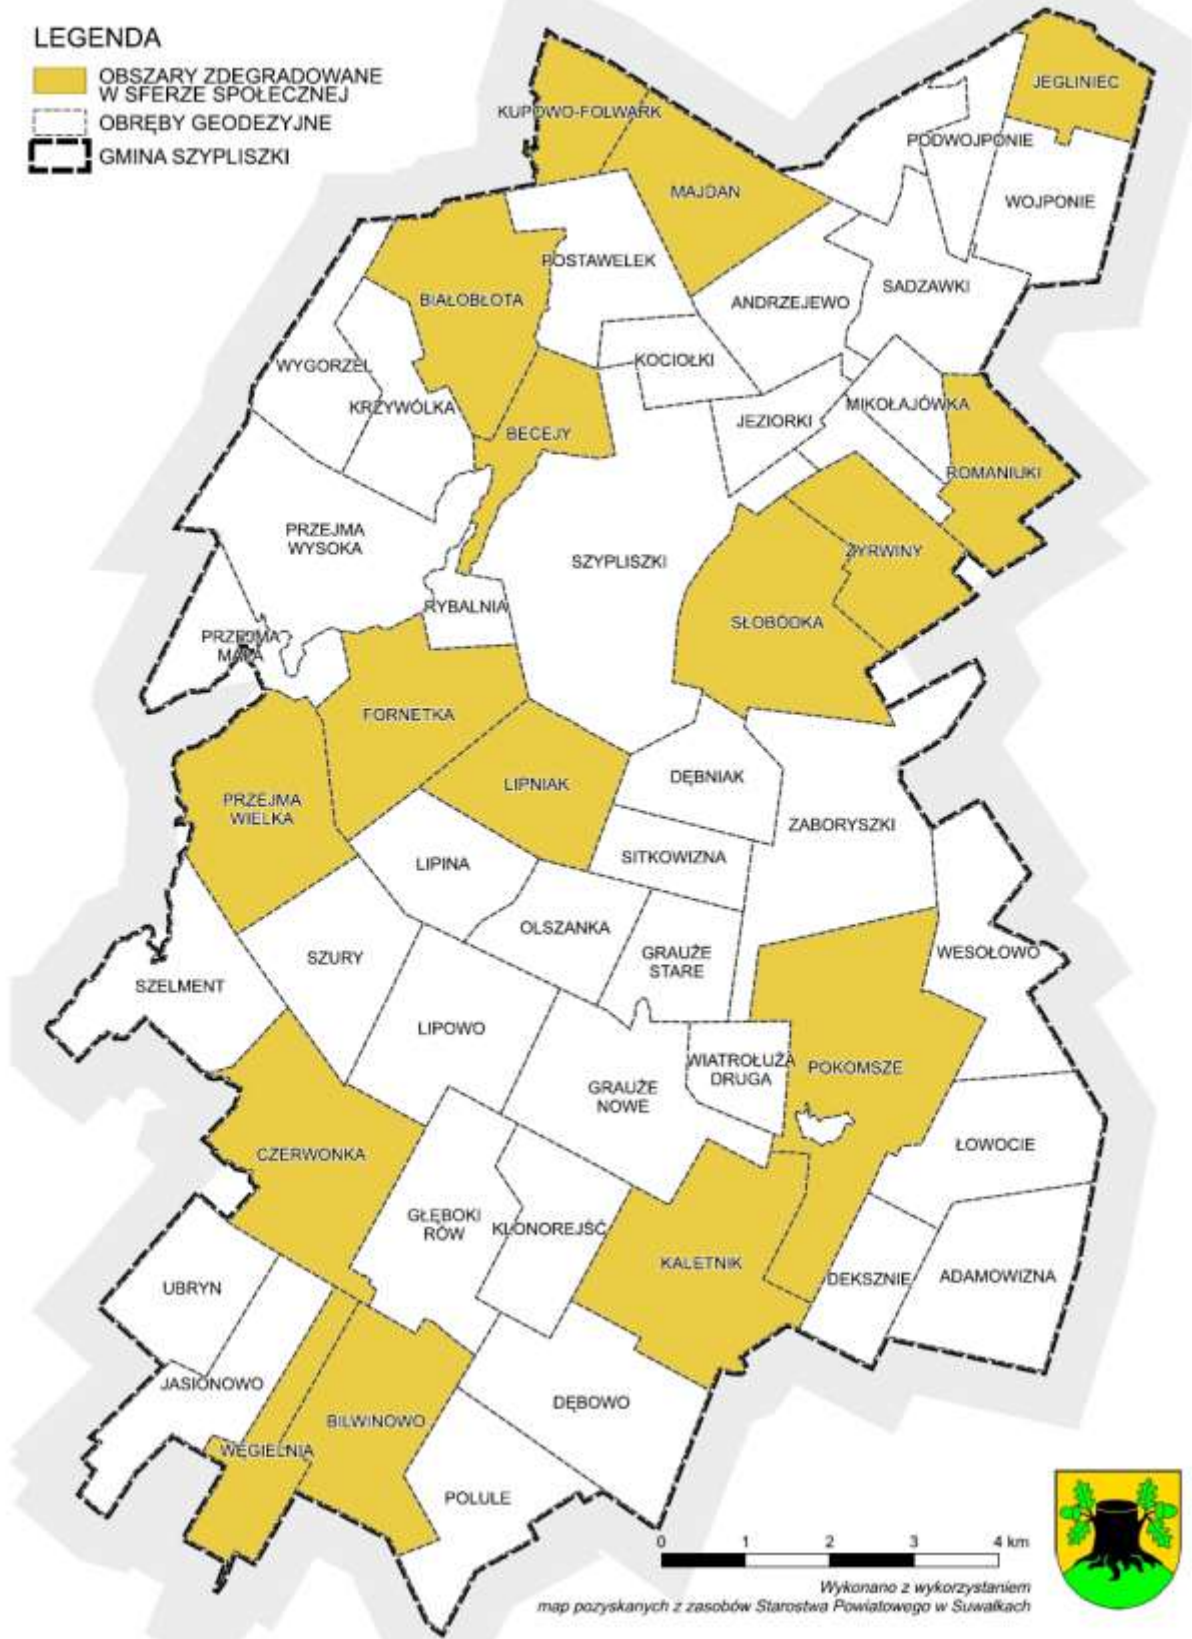 LEGENDA
OBSZARY ZDEGRADOWANE
W SFERZE SPOŁECZNEJ
OBRĘBY GEODEZYJNE
GMINA SZYPLISZKI
JEGLINIEC
KUPOWO-FOLWARK
PODWOJPONIE
MAJDAN
WOJPONIE
POSTAWELEK
SADZAWKI
BIAŁOBŁOTA
ANDRZEJEWO
WYGORZEL
KOCIOŁKI
KRZYWÓLKA
MIKOŁAJÓWKA
JEZIORKI
BECEJY
ROMANIUKI
PRZEJMA
WYSOKA
SZYPLISZKI
ŻYRWINY
RYBALNIA
SŁOBÓDKA
PRZEJMA
MAŁA
FORNETKA
DĘBNIAK
LIPNIAK
PRZEJMA
WIELKA
ZABORYSZKI
SITKOWIZNA
LIPINA
OLSZANKA
GRAUŻE
STARE
WESOŁOWO
SZURY
SZELMENT
LIPOWO
WIATROŁUŻA
DRUGA
POKOMSZE
GRAUŻE
NOWE
ŁOWOCIE
CZERWONKA
GŁĘBOKI
RÓW
KLONOREJŚĆ
KALETNIK
DEKSZNIE
ADAMOWIZNA
UBRYN
JASIONOWO
DĘBOWO
BILWINOWO
WĘGIELNIA
POLULE
0 1 2 3 4 km
Wykonano z wykorzystaniem
map pozyskanych z zasobów Starostwa Powiatowego w Suwałkach